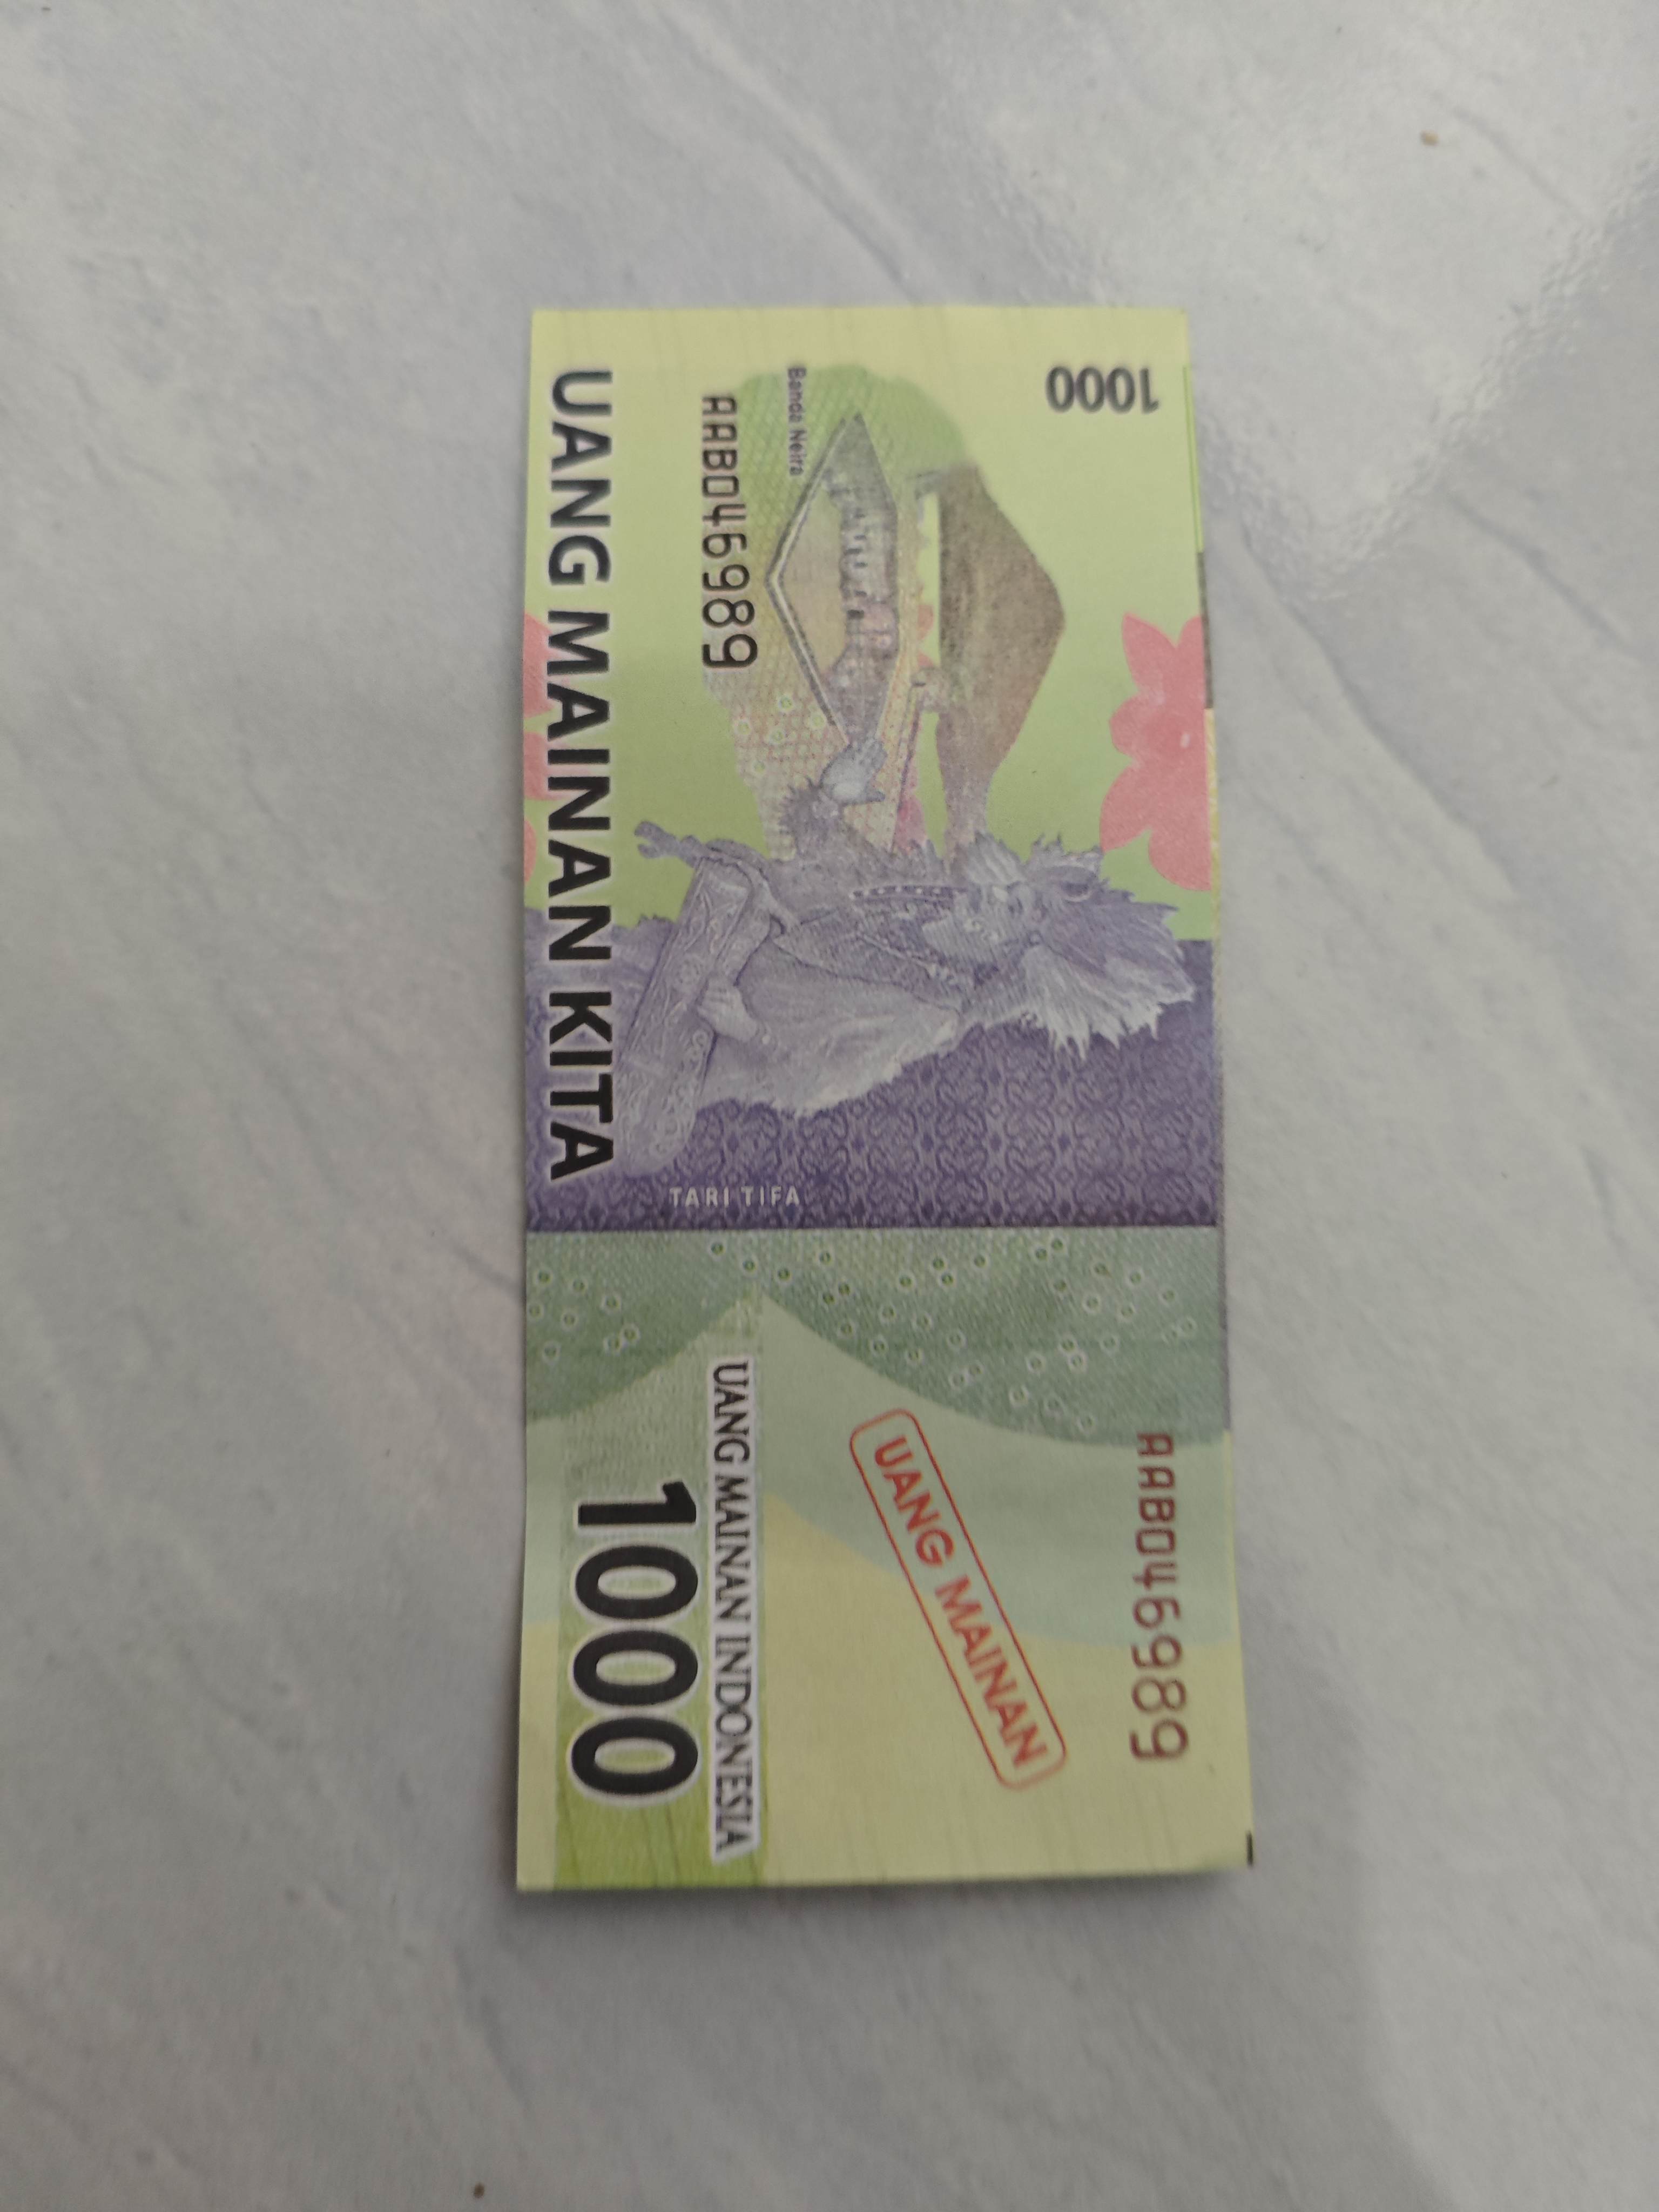 1000
Banda Neira
AAB046989
UANG MAINAN KITA
TARI TIFA
AAB046989
UANG MAINAN
UANG MAINAN INDONESIA
1000